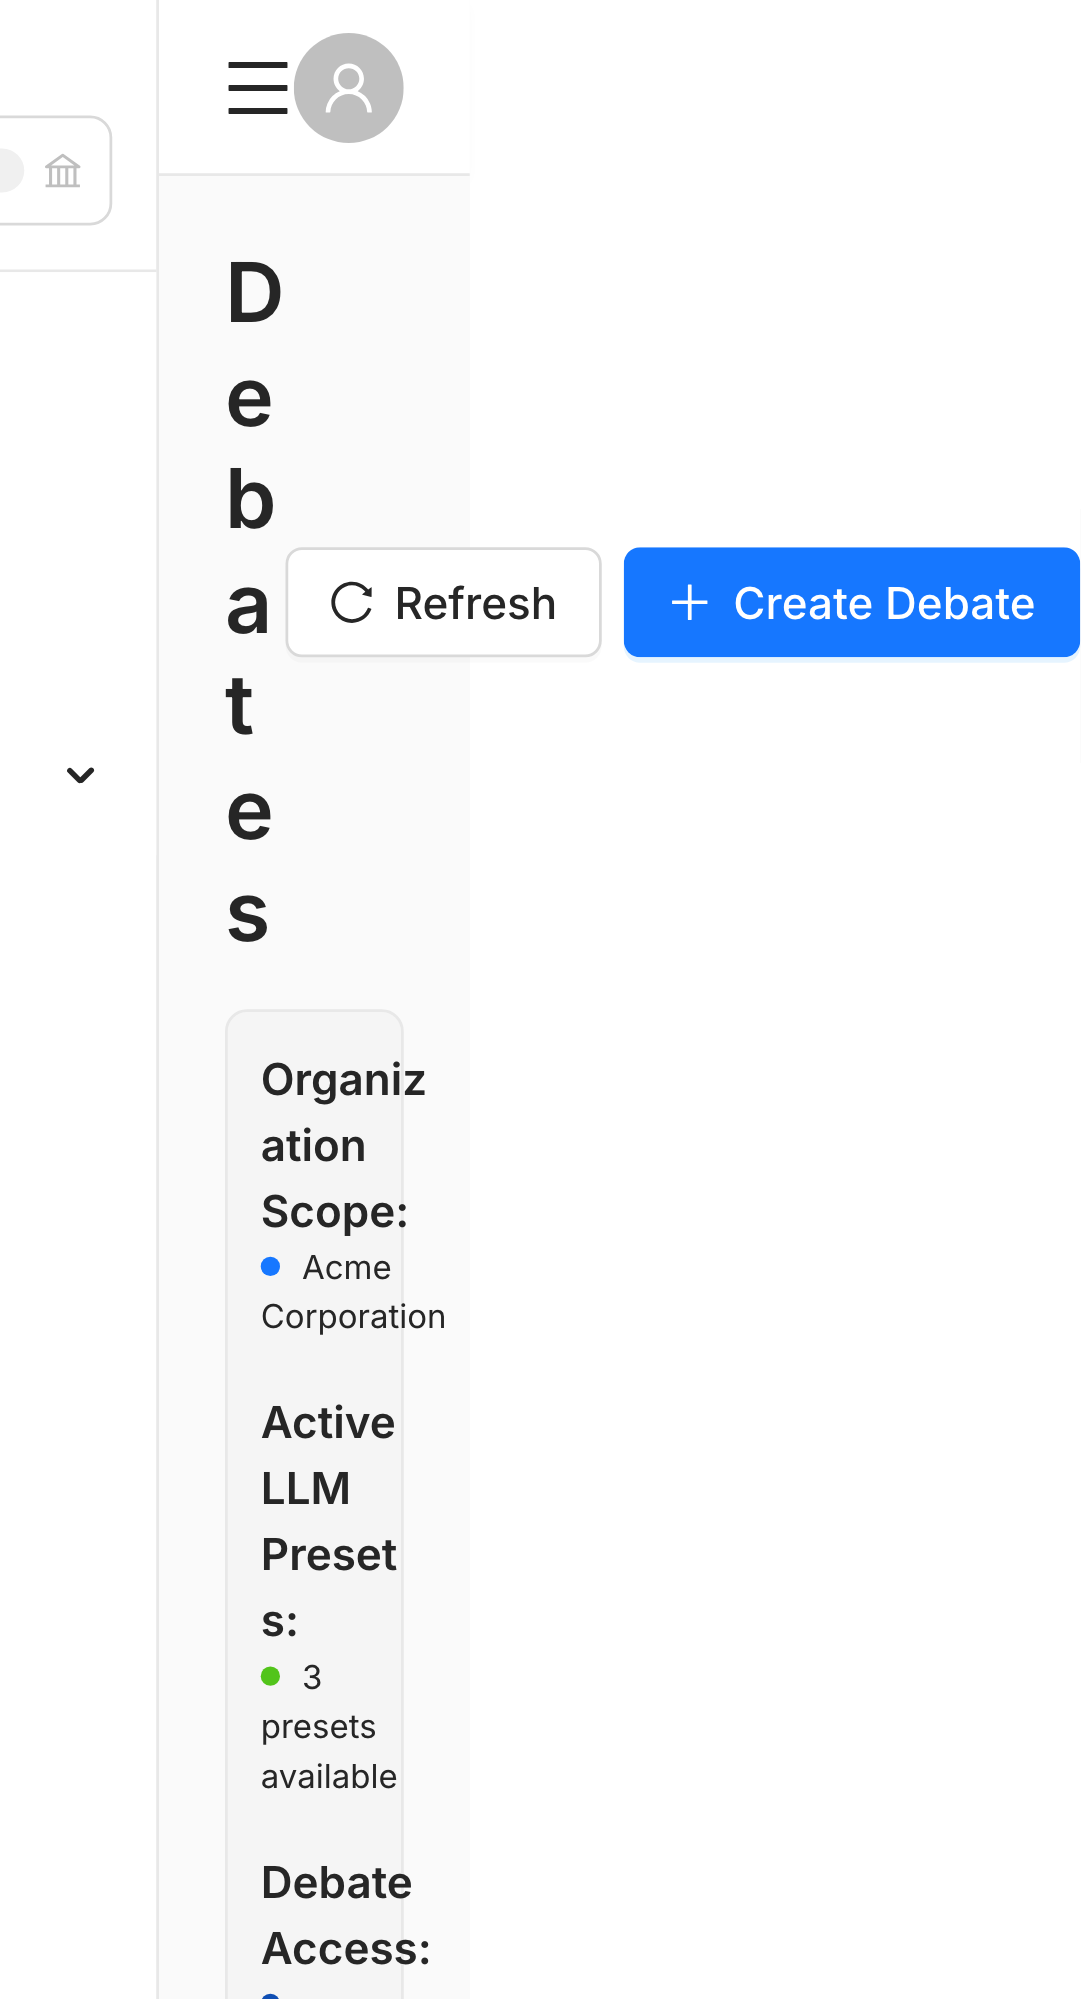 D
e
b
a
t
e
s
Refresh
Create Debate
Organiz
ation
Scope:
Acme
Corporation
Active
LLM
Preset
s:
3
presets
available
Debate
Access: